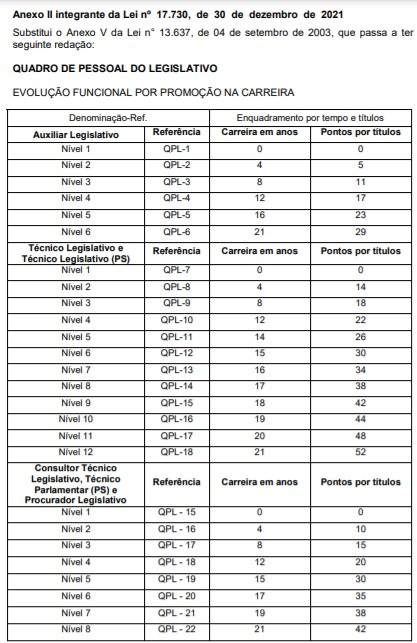 Anexo II integrante da Lei nº 17.730, de 30 de dezembro de 2021
Substitui o Anexo V da Lei n° 13.637, de 04 de setembro de 2003, que passa a ter
seguinte redação:
QUADRO DE PESSOAL DO LEGISLATIVO
EVOLUÇÃO FUNCIONAL POR PROMOÇÃO NA CARREIRA
Denominação-Ref. Enquadramento por tempo e títulos
Auxiliar Legislativo Referência Carreira em anos Pontos por títulos
Nível 1 QPL-1 0 0
Nível 2 QPL-2 4 5
Nível 3 QPL-3 8 11
Nível 4 QPL-4 12 17
Nível 5 QPL-5 16 23
Nível 6 QPL-6 21 29
Técnico Legislativo e
Técnico Legislativo (PS) Referência Carreira em anos Pontos por títulos
Nível 1 QPL-7 0 0
Nível 2 QPL-8 4 14
Nível 3 QPL-9 8 18
Nível 4 QPL-10 12 22
Nível 5 QPL-11 14 26
Nível 6 QPL-12 15 30
Nível 7 QPL-13 16 34
Nível 8 QPL-14 17 38
Nível 9 QPL-15 18 42
Nível 10 QPL-16 19 44
Nível 11 QPL-17 20 48
Nível 12 QPL-18 21 52
Consultor Técnico
Legislativo, Técnico
Parlamentar (PS) e
Procurador Legislativo Referência Carreira em anos Pontos por títulos
Nível 1 QPL - 15 0 0
Nível 2 QPL - 16 4 10
Nível 3 QPL - 17 8 15
Nível 4 QPL - 18 12 20
Nível 5 QPL - 19 15 30
Nível 6 QPL - 20 17 35
Nível 7 QPL - 21 19 38
Nível 8 QPL - 22 21 42